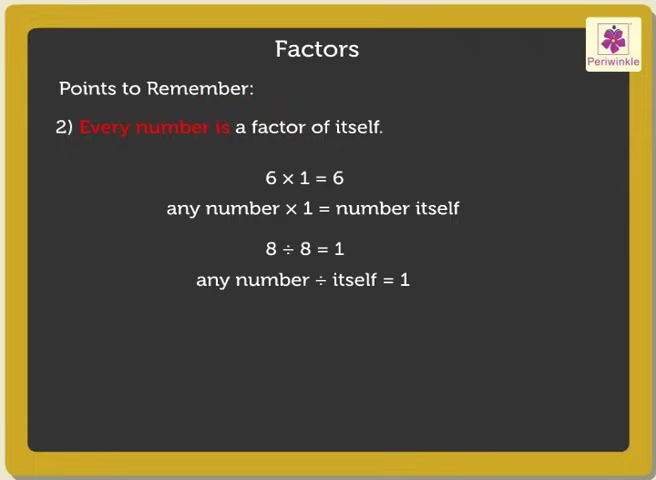 Factors
Periwinkle
Points to Remember:
2) Every number is a factor of itself.
6 × 1 = 6
any number × 1 = number itself
8 ÷ 8 = 1
any number ÷ itself = 1